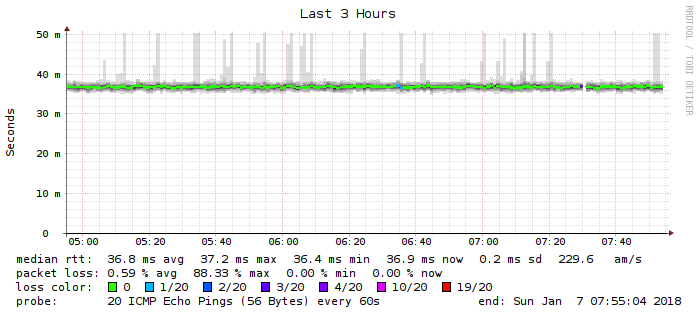 Last 3 Hours
RRDTOOL / TOBI OETIKER
Seconds
50 m
40 m
30 m
20 m
10 m
0
05:00 05:20 05:40 06:00 06:20 06:40 07:00 07:20 07:40
median rtt: 36.8 ms avg 37.2 ms max 36.4 ms min 36.9 ms now 0.2 ms sd 229.6 am/s
packet loss: 0.59 % avg 88.33 % max 0.00 % min 0.00 % now
loss color: 0 1/20 2/20 3/20 4/20 10/20 19/20
probe: 20 ICMP Echo Pings (56 Bytes) every 60s end: Sun Jan 7 07:55:04 2018